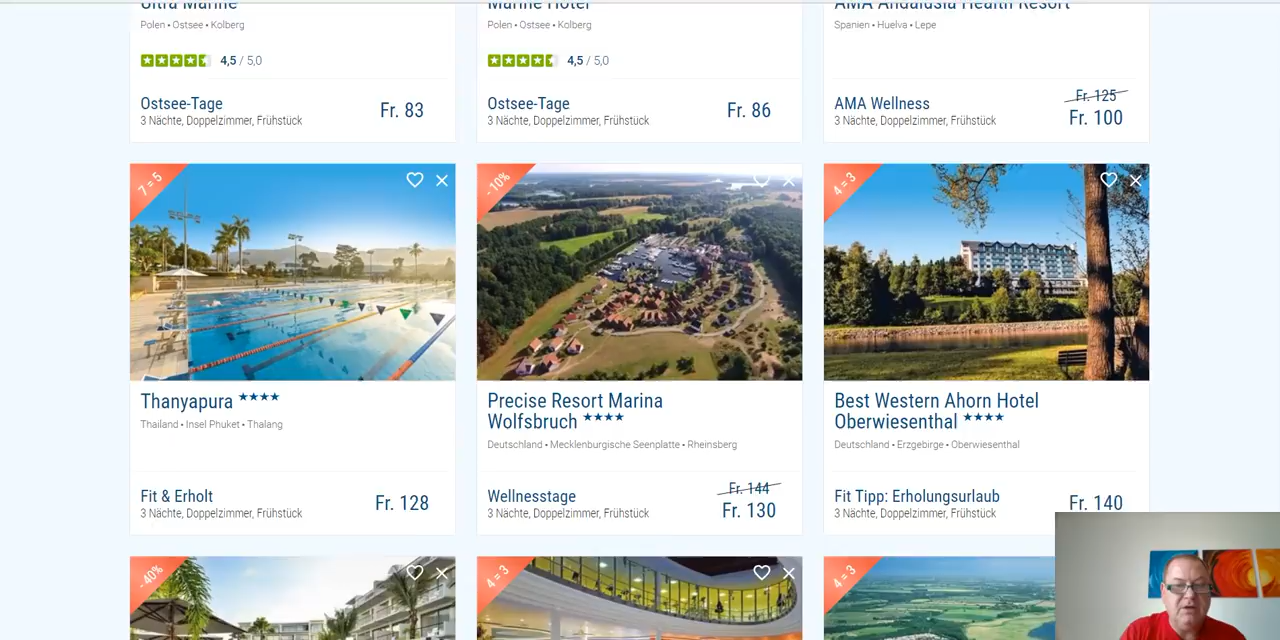 Ultra Marine
Polen • Ostsee • Kolberg
4,5 / 5,0
Ostsee-Tage
3 Nächte, Doppelzimmer, Frühstück
Fr. 83
Marine Hotel
Polen • Ostsee • Kolberg
4,5 / 5,0
Ostsee-Tage
3 Nächte, Doppelzimmer, Frühstück
Fr. 86
AMA Andalusia Health Resort
Spanien • Huelva • Lepe
AMA Wellness
3 Nächte, Doppelzimmer, Frühstück
Fr. 125
Fr. 100
7 = 5
Thanyapura
Thailand • Insel Phuket • Thalang
Fit & Erholt
3 Nächte, Doppelzimmer, Frühstück
Fr. 128
-10%
Precise Resort Marina
Wolfsbruch
Deutschland • Mecklenburgische Seenplatte • Rheinsberg
Wellnesstage
3 Nächte, Doppelzimmer, Frühstück
Fr. 144
Fr. 130
4 = 3
Best Western Ahorn Hotel
Oberwiesenthal
Deutschland • Erzgebirge • Oberwiesenthal
Fit Tipp: Erholungsurlaub
3 Nächte, Doppelzimmer, Frühstück
Fr. 140
-40%
4 = 3
4 = 3